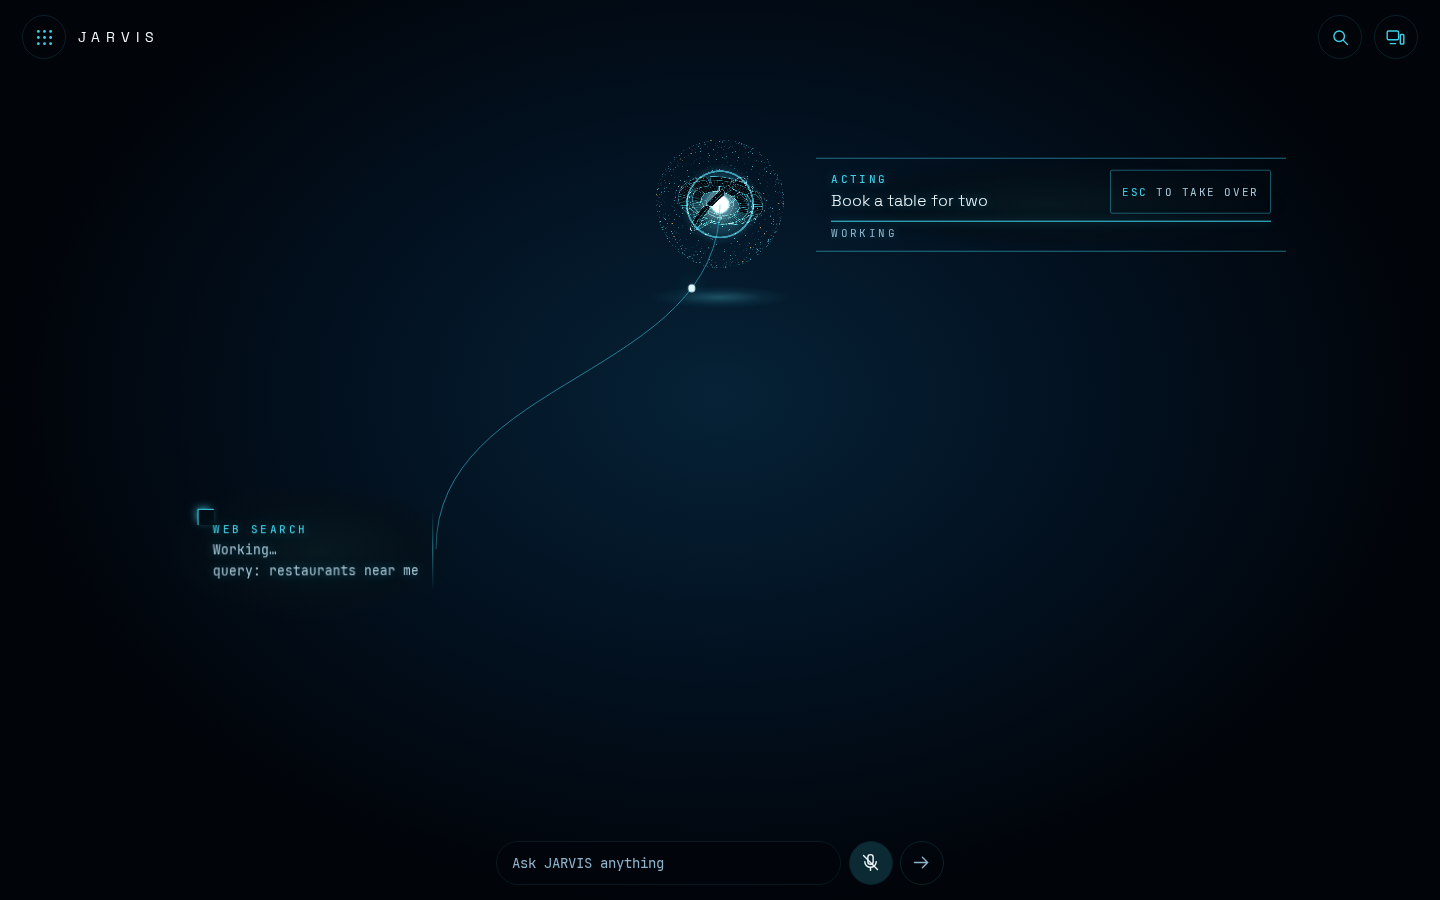 JARVIS
ACTING
Book a table for two
ESC TO TAKE OVER
WORKING
WEB SEARCH
Working…
query: restaurants near me
Ask JARVIS anything